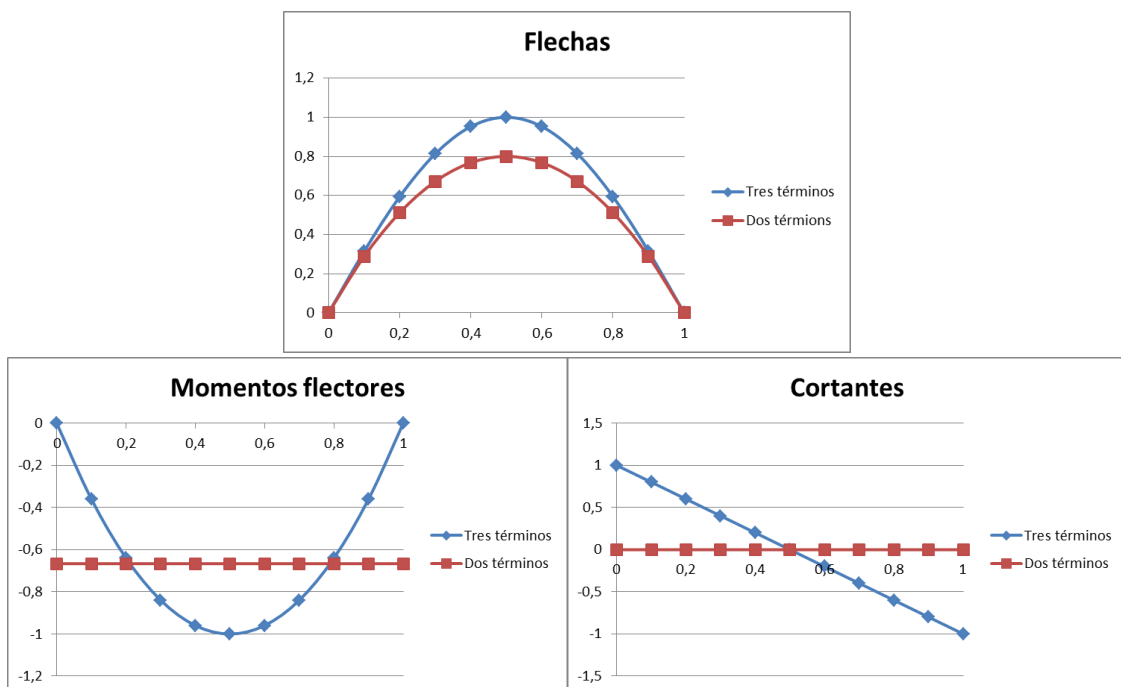 Flechas
1,2
1
0,8
0,6
0,4
0,2
0
0 0,2 0,4 0,6 0,8 1
Tres términos
Dos térmions
Momentos flectores
0
-0,2
-0,4
-0,6
-0,8
-1
-1,2
0 0,2 0,4 0,6 0,8 1
Tres términos
Dos términos
Cortantes
1,5
1
0,5
0
-0,5
-1
-1,5
0 0,2 0,4 0,6 0,8 1
Tres términos
Dos términos